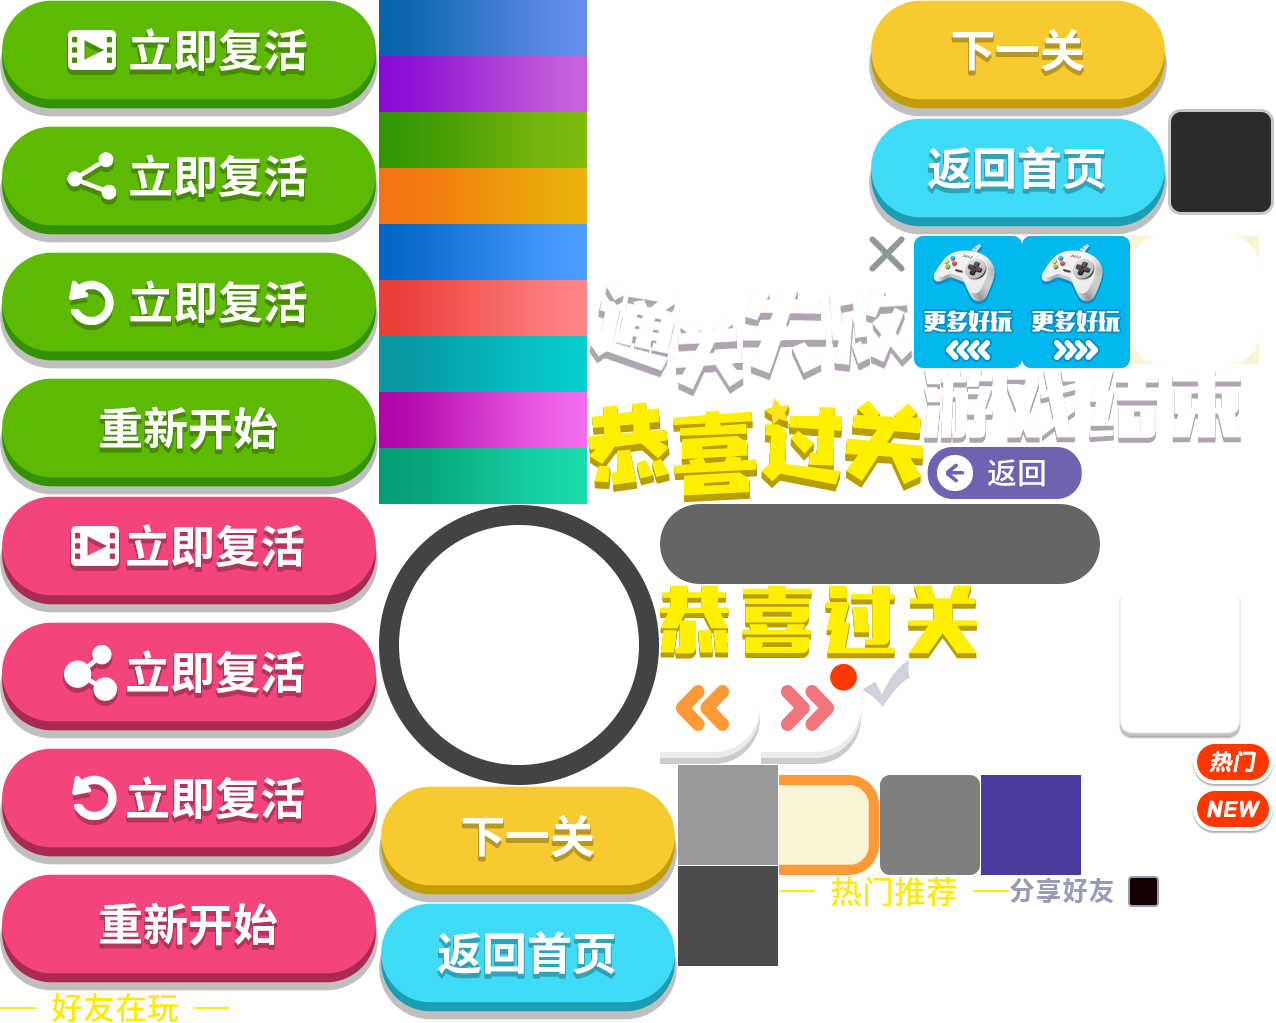 立即复活
立即复活
立即复活
重新开始
立即复活
立即复活
立即复活
重新开始
好友在玩
下一关
返回首页
通关失败
更多好玩
更多好玩
恭喜过关
游戏结束
返回
恭喜过关
热门
NEW
下一关
返回首页
热门推荐
分享好友